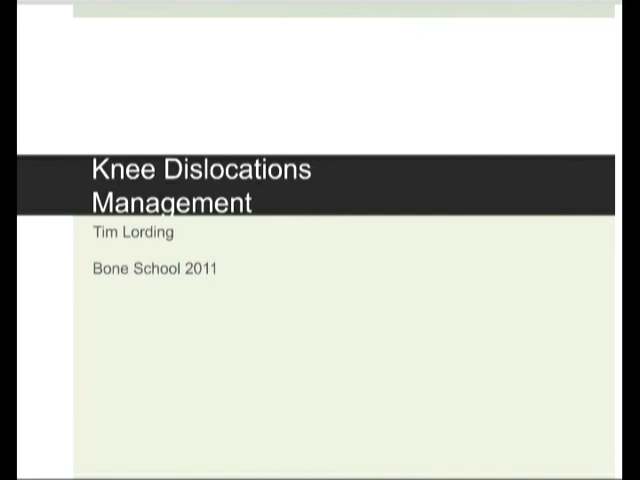 Knee Dislocations
Management
Tim Lording
Bone School 2011